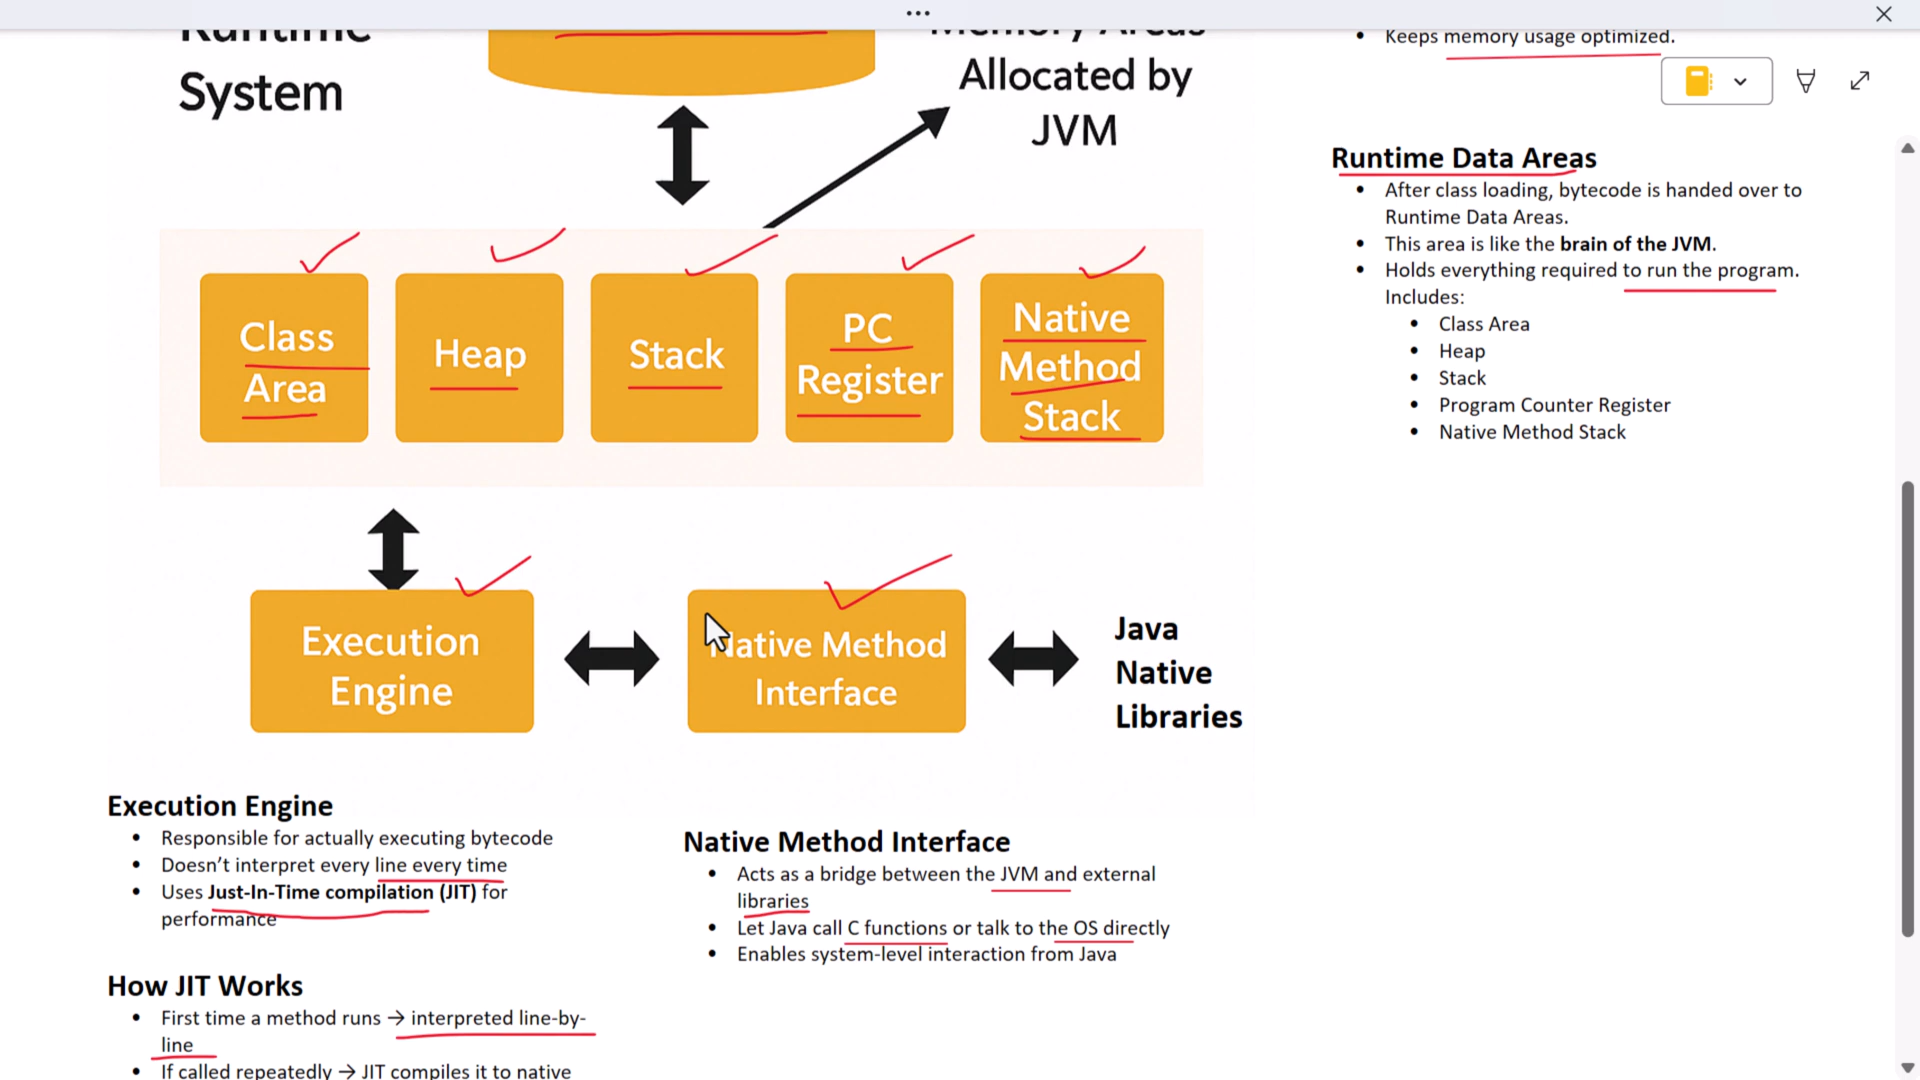 Runtime
System
Memory Areas
Allocated by
JVM
• Keeps memory usage optimized.
Runtime Data Areas
• After class loading, bytecode is handed over to
Runtime Data Areas.
• This area is like the brain of the JVM.
• Holds everything required to run the program.
Includes:
• Class Area
• Heap
• Stack
• Program Counter Register
• Native Method Stack
Class
Area
Heap
Stack
PC
Register
Native
Method
Stack
Execution
Engine
Native Method
Interface
Java
Native
Libraries
Execution Engine
• Responsible for actually executing bytecode
• Doesn't interpret every line every time
• Uses Just-In-Time compilation (JIT) for
performance
How JIT Works
• First time a method runs → interpreted line-by-
line
• If called repeatedly → JIT compiles it to native
Native Method Interface
• Acts as a bridge between the JVM and external
libraries
• Let Java call C functions or talk to the OS directly
• Enables system-level interaction from Java